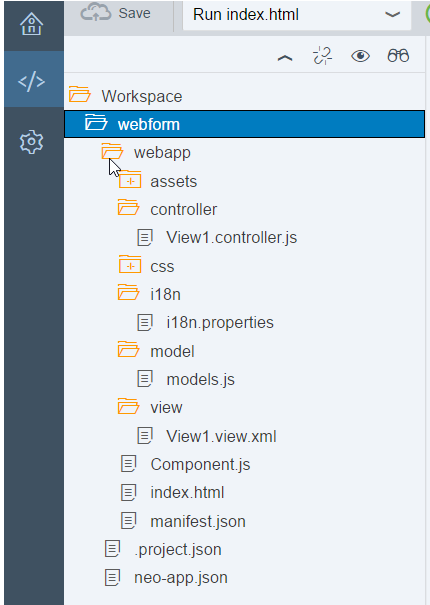 Save
Run index.html
Workspace
webform
webapp
assets
controller
View1.controller.js
css
i18n
i18n.properties
model
models.js
view
View1.view.xml
Component.js
index.html
manifest.json
.project.json
neo-app.json